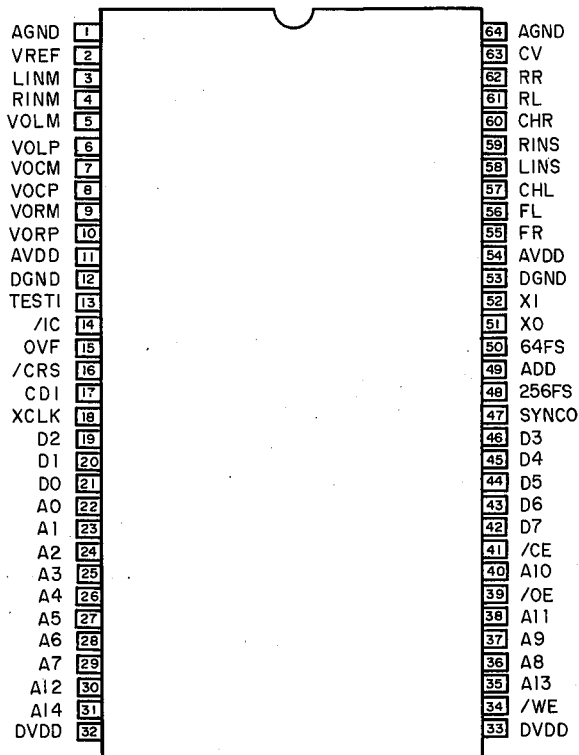 AGND 1 64 AGND
VREF 2 63 CV
LINM 3 62 RR
RINM 4 61 RL
VOLM 5 60 CHR
VOLP 6 59 RINS
VOCM 7 58 LINS
VOCP 8 57 CHL
VORM 9 56 FL
VORP 10 55 FR
AVDD 11 54 AVDD
DGND 12 53 DGND
TEST1 13 52 XI
/IC 14 51 XO
OVF 15 50 64FS
/CRS 16 49 ADD
CDI 17 48 256FS
XCLK 18 47 SYNCO
D2 19 46 D3
D1 20 45 D4
D0 21 44 D5
A0 22 43 D6
A1 23 42 D7
A2 24 41 /CE
A3 25 40 A10
A4 26 39 /OE
A5 27 38 A11
A6 28 37 A9
A7 29 36 A8
A12 30 35 A13
A14 31 34 /WE
DVDD 32 33 DVDD